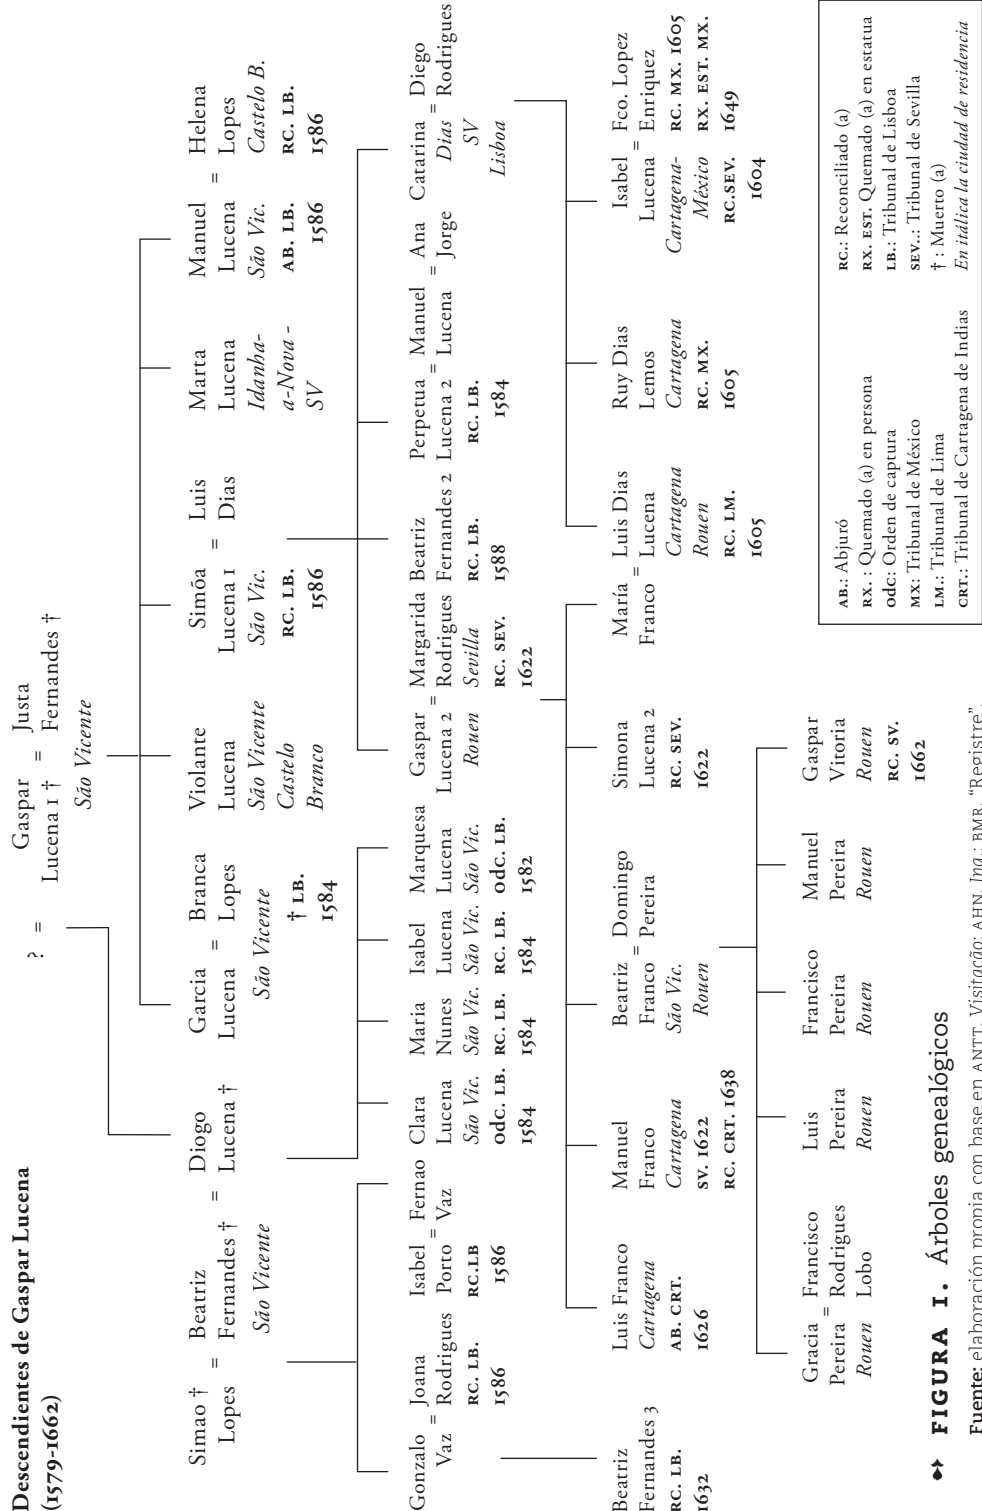 Descendientes de Gaspar Lucena
(1579-1662)
? =
Gaspar = Justa
Lucena 1 † Fernandes †
São Vicente
Simao † = Beatriz
Lopes Fernandes †
São Vicente
= Diogo
Lucena †
Garcia = Branca
Lucena Lopes
São Vicente
† LB.
1584
Violante
Lucena
São Vicente
Castelo
Branco
Simõa = Luis
Lucena 1 Dias
São Vic.
RC. LB.
1586
Marta
Lucena
Idanha-
a-Nova -
SV
Manuel = Helena
Lucena Lopes
São Vic. Castelo B.
AB. LB. RC. LB.
1586 1586
Gonzalo = Joana
Vaz Rodrigues
RC. LB.
1586
Isabel = Fernao
Porto Vaz
RC.LB
1586
Clara
Lucena
São Vic.
odC. LB.
1584
Maria
Nunes
São Vic.
RC. LB.
1584
Isabel
Lucena
São Vic.
RC. LB.
1584
Marquesa
Lucena
São Vic.
odC. LB.
1582
Gaspar = Margarida
Lucena 2 Rodrigues
Rouen Sevilla
RC. SEV.
1622
Beatriz
Fernandes 2
RC. LB.
1588
Perpetua = Manuel = Ana
Lucena 2 Lucena Jorge
RC. LB.
1584
Catarina = Diego
Dias Rodrigues
SV
Lisboa
Beatriz
Fernandes 3
RC. LB.
1632
Luis Franco
Cartagena
AB. CRT.
1626
Manuel
Franco
Cartagena
SV. 1622
RC. CRT. 1638
Beatriz = Domingo
Franco Pereira
São Vic.
Rouen
Simona
Lucena 2
RC. SEV.
1622
María = Luis Dias
Franco Lucena
Cartagena
Rouen
RC. LM.
1605
Ruy Dias
Lemos
Cartagena
RC. MX.
1605
Isabel = Fco. Lopez
Lucena Enriquez
Cartagena- RC. MX. 1605
México RX. EST. MX.
RC.SEV. 1649
1604
Gracia = Francisco
Pereira Rodrigues
Rouen Lobo
Luis
Pereira
Rouen
Francisco
Pereira
Rouen
Manuel
Pereira
Rouen
Gaspar
Vitoria
Rouen
RC. SV.
1662
AB.: Abjuró
RX. : Quemado (a) en persona
odC: Orden de captura
MX: Tribunal de México
LM.: Tribunal de Lima
CRT.: Tribunal de Cartagena de Indias
RC.: Reconciliado (a)
RX. EST. Quemado (a) en estatua
LB.: Tribunal de Lisboa
SEV..: Tribunal de Sevilla
† : Muerto (a)
En itálica la ciudad de residencia
FIGURA 1. Árboles genealógicos
Fuente: elaboración propia con base en ANTT, Visitação; AHN, Inq.; BMR, "Registre".